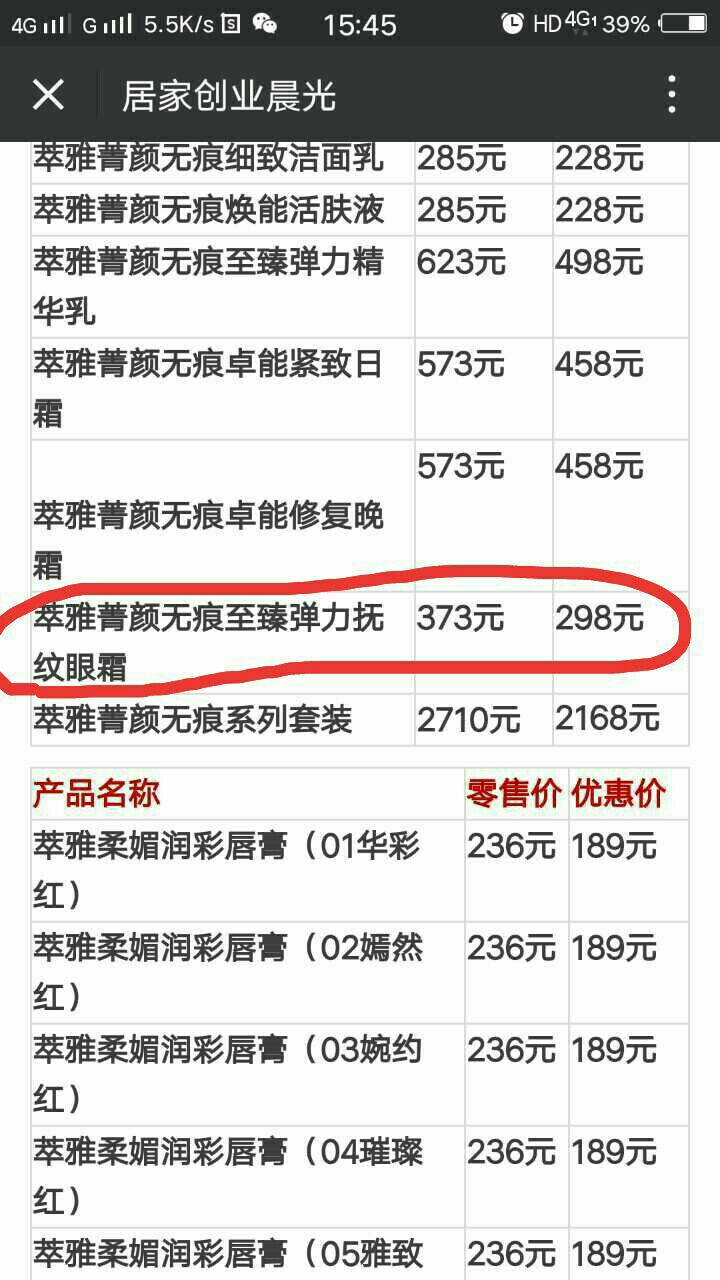 4G G 5.5K/s S 15:45 HD 4G1 39%
居家创业晨光
萃雅菁颜无痕细致洁面乳 285元 228元
萃雅菁颜无痕焕能活肤液 285元 228元
萃雅菁颜无痕至臻弹力精 623元 498元
华乳
萃雅菁颜无痕卓能紧致日 573元 458元
霜
573元 458元
萃雅菁颜无痕卓能修复晚
霜
萃雅菁颜无痕至臻弹力抚 373元 298元
纹眼霜
萃雅菁颜无痕系列套装 2710元 2168元
产品名称 零售价 优惠价
萃雅柔媚润彩唇膏（01华彩 236元 189元
红）
萃雅柔媚润彩唇膏（02嫣然 236元 189元
红）
萃雅柔媚润彩唇膏（03婉约 236元 189元
红）
萃雅柔媚润彩唇膏（04璀璨 236元 189元
红）
萃雅柔媚润彩唇膏（05雅致 236元 189元